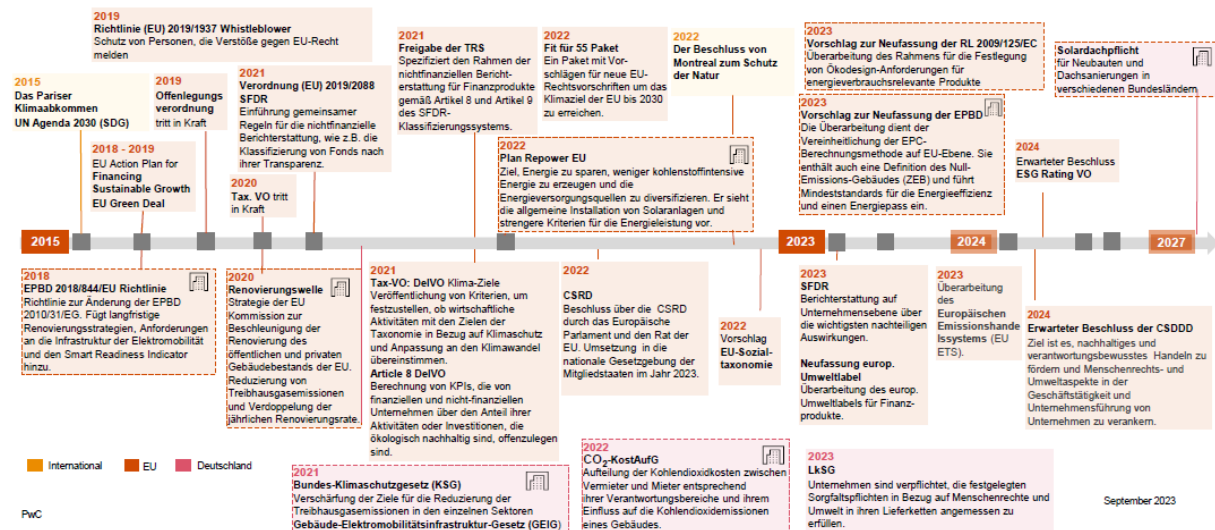 2019
Richtlinie (EU) 2019/1937 Whistleblower
Schutz von Personen, die Verstöße gegen EU-Recht
melden
2015
Das Pariser
Klimaabkommen
UN Agenda 2030 (SDG)
2019
Offenlegungs
verordnung
tritt in Kraft
2018 - 2019
EU Action Plan for
Financing
Sustainable Growth
EU Green Deal
2021
Verordnung (EU) 2019/2088
SFDR
Einführung gemeinsamer
Regeln für die nichtfinanzielle
Berichterstattung, wie z.B. die
Klassifizierung von Fonds nach
ihrer Transparenz.
2020
Tax. VO tritt
in Kraft
2021
Freigabe der TRS
Spezifiziert den Rahmen der
nichtfinanziellen Bericht-
erstattung für Finanzprodukte
gemäß Artikel 8 und Artikel 9
des SFDR-
Klassifizierungssystems.
2022
Fit für 55 Paket
Ein Paket mit Vor-
schlägen für neue EU-
Rechtsvorschriften um das
Klimaziel der EU bis 2030
zu erreichen.
2022
Der Beschluss von
Montreal zum Schutz
der Natur
2022
Plan Repower EU
Ziel, Energie zu sparen, weniger kohlenstoffintensive
Energie zu erzeugen und die
Energieversorgungsquellen zu diversifizieren. Er sieht
die allgemeine Installation von Solaranlagen und
strengere Kriterien für die Energieleistung vor.
2023
Vorschlag zur Neufassung der RL 2009/125/EC
Überarbeitung des Rahmens für die Festlegung
von Ökodesign-Anforderungen für
energieverbrauchsrelevante Produkte
2023
Vorschlag zur Neufassung der EPBD
Die Überarbeitung dient der
Vereinheitlichung der EPC-
Berechnungsmethode auf EU-Ebene. Sie
enthält auch eine Definition des Null-
Emissions-Gebäudes (ZEB) und führt
Mindeststandards für die Energieeffizienz
und einen Energiepass ein.
Solardachpflicht
für Neubauten und
Dachsanierungen in
verschiedenen Bundesländern
2024
Erwarteter Beschluss
ESG Rating VO
2015
2023
2024
2027
2018
EPBD 2018/844/EU Richtlinie
Richtlinie zur Änderung der EPBD
2010/31/EG. Fügt langfristige
Renovierungsstrategien, Anforderungen
an die Infrastruktur der Elektromobilität
und den Smart Readiness Indicator
hinzu.
2020
Renovierungswelle
Strategie der EU
Kommission zur
Beschleunigung der
Renovierung des
öffentlichen und privaten
Gebäudebestands der EU.
Reduzierung von
Treibhausgasemissionen
und Verdoppelung der
jährlichen Renovierungsrate.
2021
Tax-VO: DelVO Klima-Ziele
Veröffentlichung von Kriterien, um
festzustellen, ob wirtschaftliche
Aktivitäten mit den Zielen der
Taxonomie in Bezug auf Klimaschutz
und Anpassung an den Klimawandel
übereinstimmen.
Article 8 DelVO
Berechnung von KPIs, die von
finanziellen und nicht-finanziellen
Unternehmen über den Anteil ihrer
Aktivitäten oder Investitionen, die
ökologisch nachhaltig sind, offenzulegen
sind.
2022
CSRD
Beschluss über die CSRD
durch das Europäische
Parlament und den Rat der
EU. Umsetzung in die
nationale Gesetzgebung der
Mitgliedstaaten im Jahr 2023.
2022
Vorschlag
EU-Sozial-
taxonomie
2023
SFDR
Berichterstattung auf
Unternehmensebene über
die wichtigsten nachteiligen
Auswirkungen.
Neufassung europ.
Umweltlabel
Überarbeitung des europ.
Umweltlabels für Finanz-
produkte.
2023
Überarbeitung
des
Europäischen
Emissionshande
lssystems (EU
ETS).
2024
Erwarteter Beschluss der CSDDD
Ziel ist es, nachhaltiges und
verantwortungsbewusstes Handeln zu
fördern und Menschenrechts- und
Umweltaspekte in der
Geschäftstätigkeit und
Unternehmensführung von
Unternehmen zu verankern.
International
EU
Deutschland
2021
Bundes-Klimaschutzgesetz (KSG)
Verschärfung der Ziele für die Reduzierung der
Treibhausgasemissionen in den einzelnen Sektoren
Gebäude-Elektromobilitätsinfrastruktur-Gesetz (GEIG)
2022
CO₂-KostAufG
Aufteilung der Kohlendioxidkosten zwischen
Vermieter und Mieter entsprechend
ihrer Verantwortungsbereiche und ihrem
Einfluss auf die Kohlendioxidemissionen
eines Gebäudes.
2023
LkSG
Unternehmen sind verpflichtet, die festgelegten
Sorgfaltspflichten in Bezug auf Menschenrechte und
Umwelt in ihren Lieferketten angemessen zu
erfüllen.
PwC
September 2023